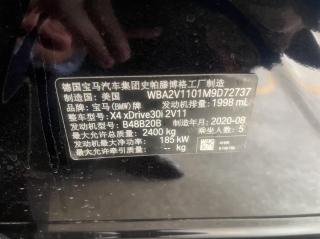 德国宝马汽车集团史帕滕博格工厂制造
制造国：美国 WBA2V1101M9D72737
品牌：宝马(BMW)牌 发动机排量：1998 mL
整车型号：X4 xDrive30i 2V11
发动机型号：B48B20B 制造年月：2020-08
最大允许总质量：2400 kg 乘坐人数：5
发动机最大净功率：185 kW
最大允许牵引质量：-- kg